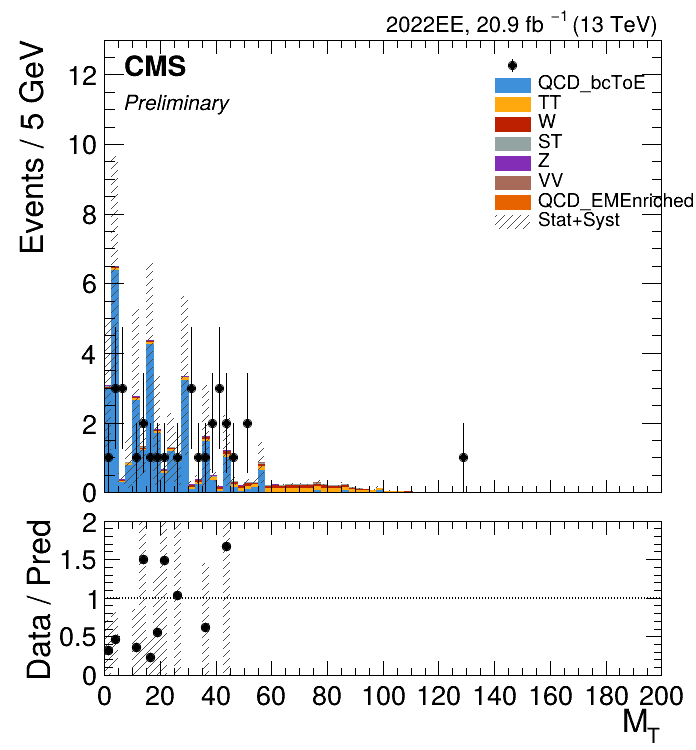 2022EE, 20.9 fb⁻¹ (13 TeV)
Events / 5 GeV
CMS
Preliminary
QCD_bcToE
TT
W
ST
Z
VV
QCD_EMEnriched
Stat+Syst
12
10
8
6
4
2
0
Data / Pred
2
1.5
1
0.5
0
0 20 40 60 80 100 120 140 160 180 200
M_T